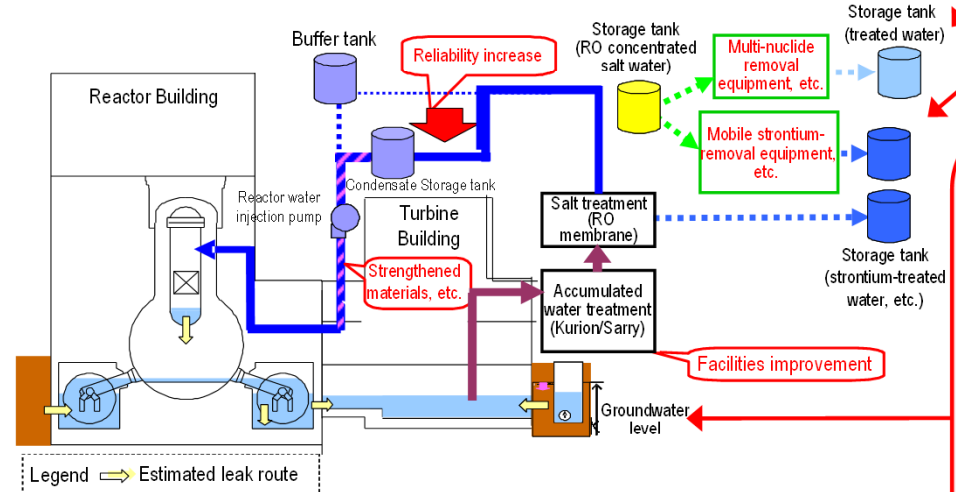 Storage tank
(treated water)
Storage tank
(RO concentrated
salt water)
Multi-nuclide
removal
equipment, etc.
Buffer tank
Reliability increase
Reactor Building
Mobile strontium-
removal equipment,
etc.
Condensate Storage tank
Reactor water
injection pump
Turbine
Building
Salt treatment
(RO
membrane)
Storage tank
(strontium-treated
water, etc.)
Strengthened
materials, etc.
Accumulated
water treatment
(Kurion/Sarry)
Facilities improvement
Groundwater
level
Legend Estimated leak route